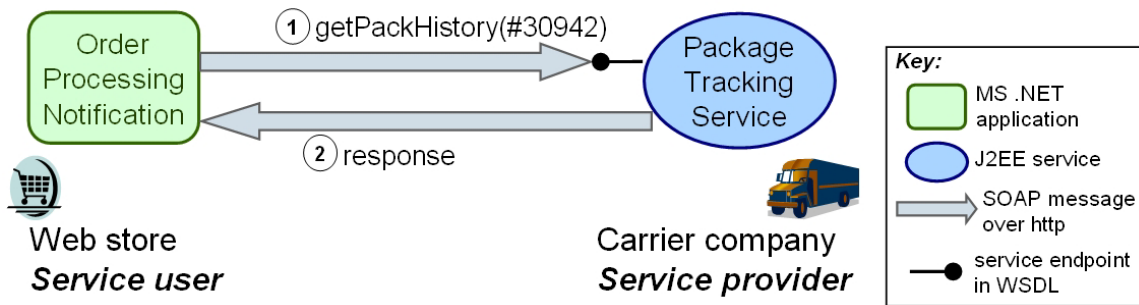 1 getPackHistory(#30942)
Order
Processing
Notification
Package
Tracking
Service
2 response
Web store
Service user
Carrier company
Service provider
Key:
MS .NET
application
J2EE service
SOAP message
over http
service endpoint
in WSDL